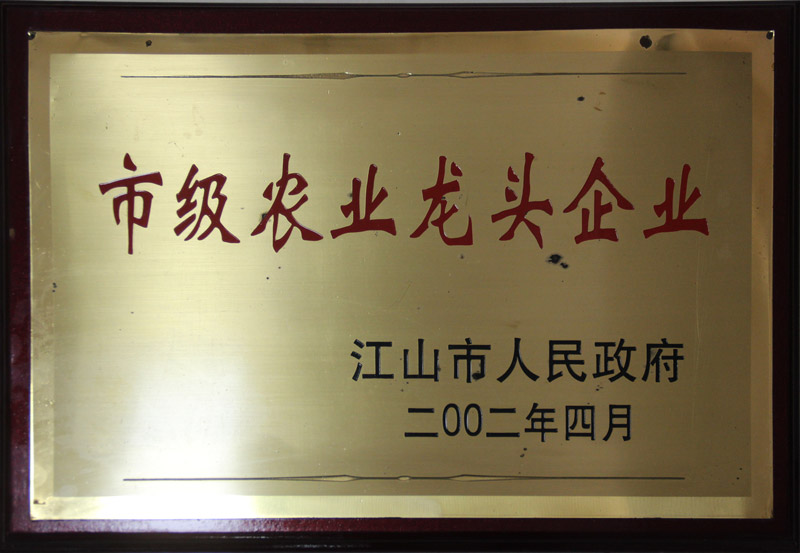 市级农业龙头企业
江山市人民政府
二00二年四月